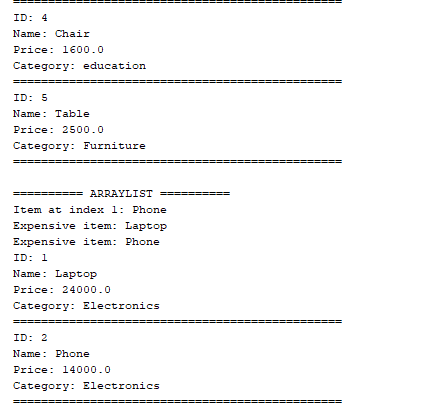 ===============================================
ID: 4
Name: Chair
Price: 1600.0
Category: education
===============================================
ID: 5
Name: Table
Price: 2500.0
Category: Furniture
===============================================
========== ARRAYLIST ==========
Item at index 1: Phone
Expensive item: Laptop
Expensive item: Phone
ID: 1
Name: Laptop
Price: 24000.0
Category: Electronics
===============================================
ID: 2
Name: Phone
Price: 14000.0
Category: Electronics
===============================================